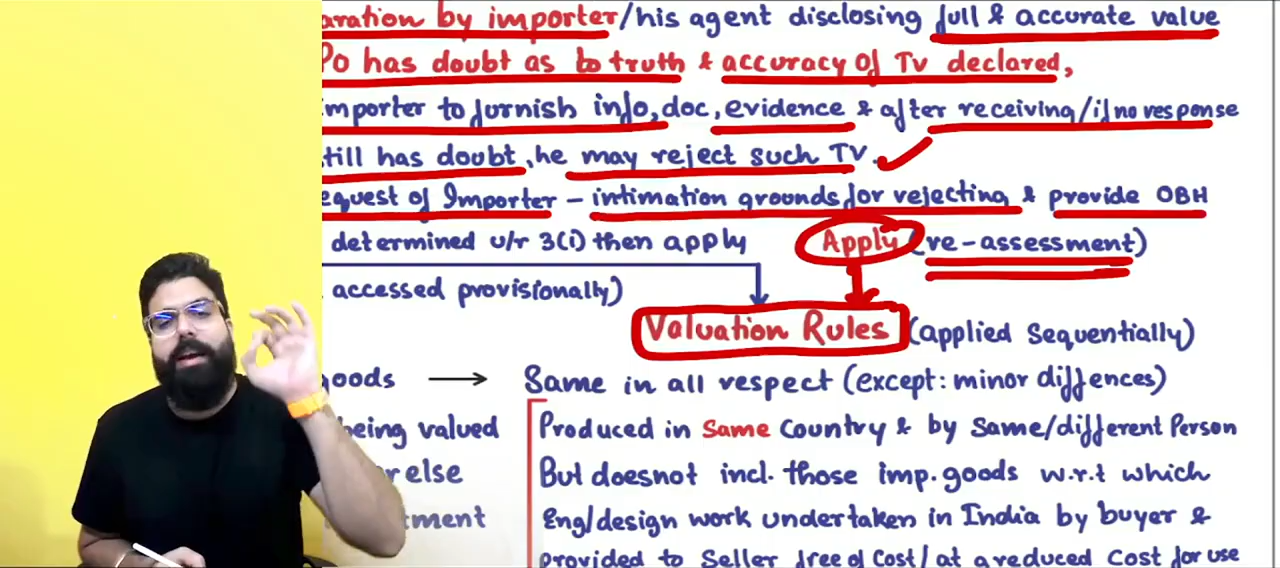 aration by importer/his agent disclosing full & accurate value
PO has doubt as to truth & accuracy of TV declared,
importer to furnish info, doc, evidence & after receiving/if no response
till has doubt, he may reject such TV.
equest of Importer - intimation grounds for rejecting & provide OBH
determined u/r 3(i) then apply Apply (re-assessment)
accessed provisionally)
Valuation Rules (applied Sequentially)
goods → Same in all respect (except: minor diffences)
being valued Produced in Same Country & by Same/different Person
r else But doesnot incl. those imp. goods w.r.t which
tment Eng/design work undertaken in India by buyer &
provided to Seller free of Cost/at a reduced Cost for use